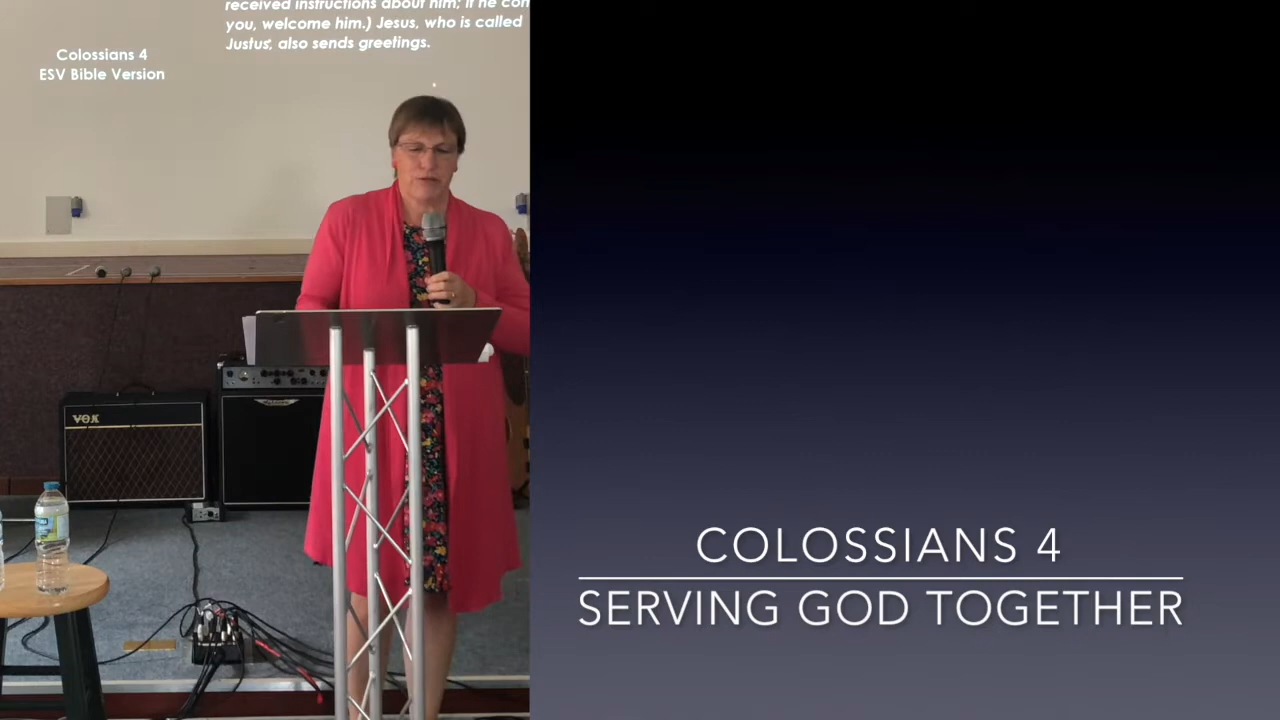 received instructions about him; if he
you, welcome him.) Jesus, who is called
Justus, also sends greetings.
Colossians 4
ESV Bible Version
VOX
COLOSSIANS 4
SERVING GOD TOGETHER